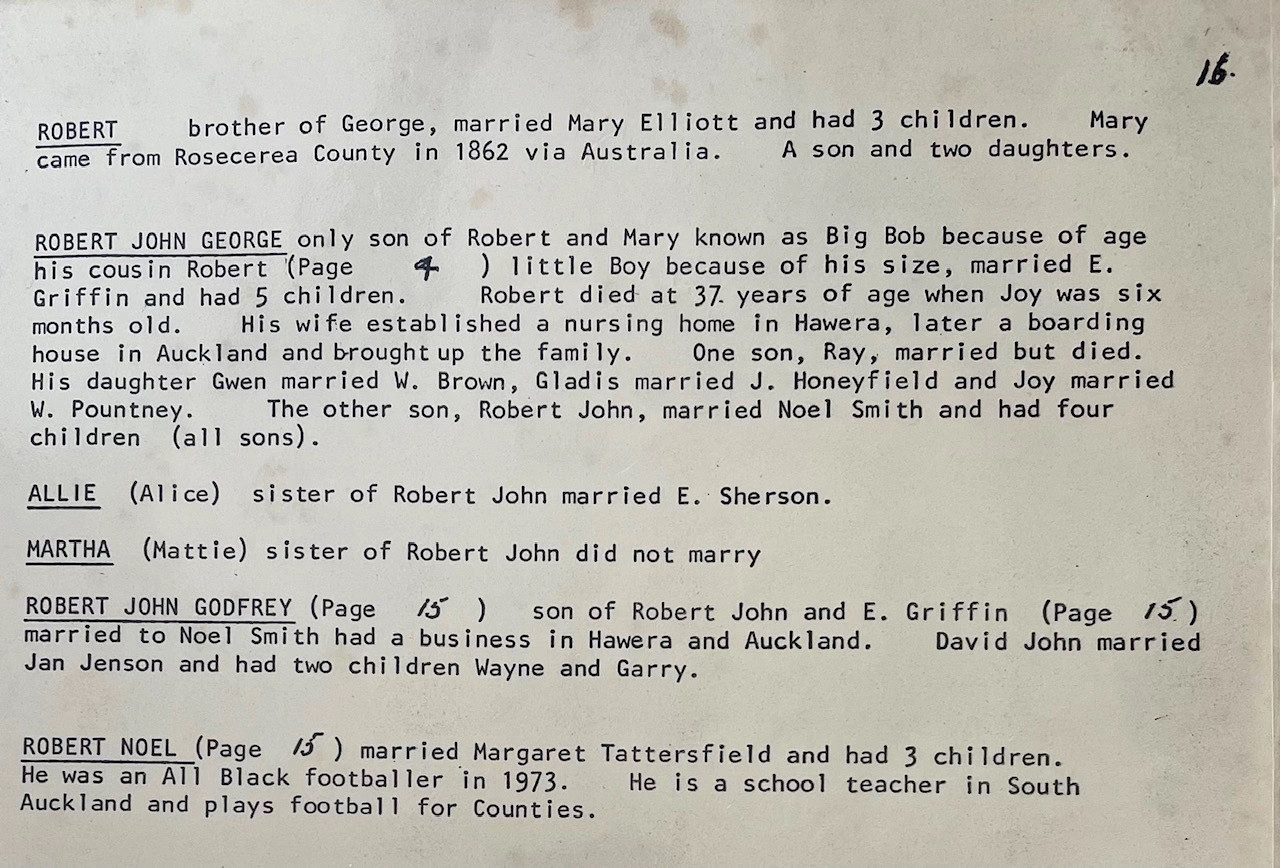 16.
ROBERT brother of George, married Mary Elliott and had 3 children. Mary
came from Rosecerea County in 1862 via Australia. A son and two daughters.
ROBERT JOHN GEORGE only son of Robert and Mary known as Big Bob because of age
his cousin Robert (Page 4 ) little Boy because of his size, married E.
Griffin and had 5 children. Robert died at 37 years of age when Joy was six
months old. His wife established a nursing home in Hawera, later a boarding
house in Auckland and brought up the family. One son, Ray, married but died.
His daughter Gwen married W. Brown, Gladis married J. Honeyfield and Joy married
W. Pountney. The other son, Robert John, married Noel Smith and had four
children (all sons).
ALLIE (Alice) sister of Robert John married E. Sherson.
MARTHA (Mattie) sister of Robert John did not marry
ROBERT JOHN GODFREY (Page 15 ) son of Robert John and E. Griffin (Page 15 )
married to Noel Smith had a business in Hawera and Auckland. David John married
Jan Jenson and had two children Wayne and Garry.
ROBERT NOEL (Page 15 ) married Margaret Tattersfield and had 3 children.
He was an All Black footballer in 1973. He is a school teacher in South
Auckland and plays football for Counties.